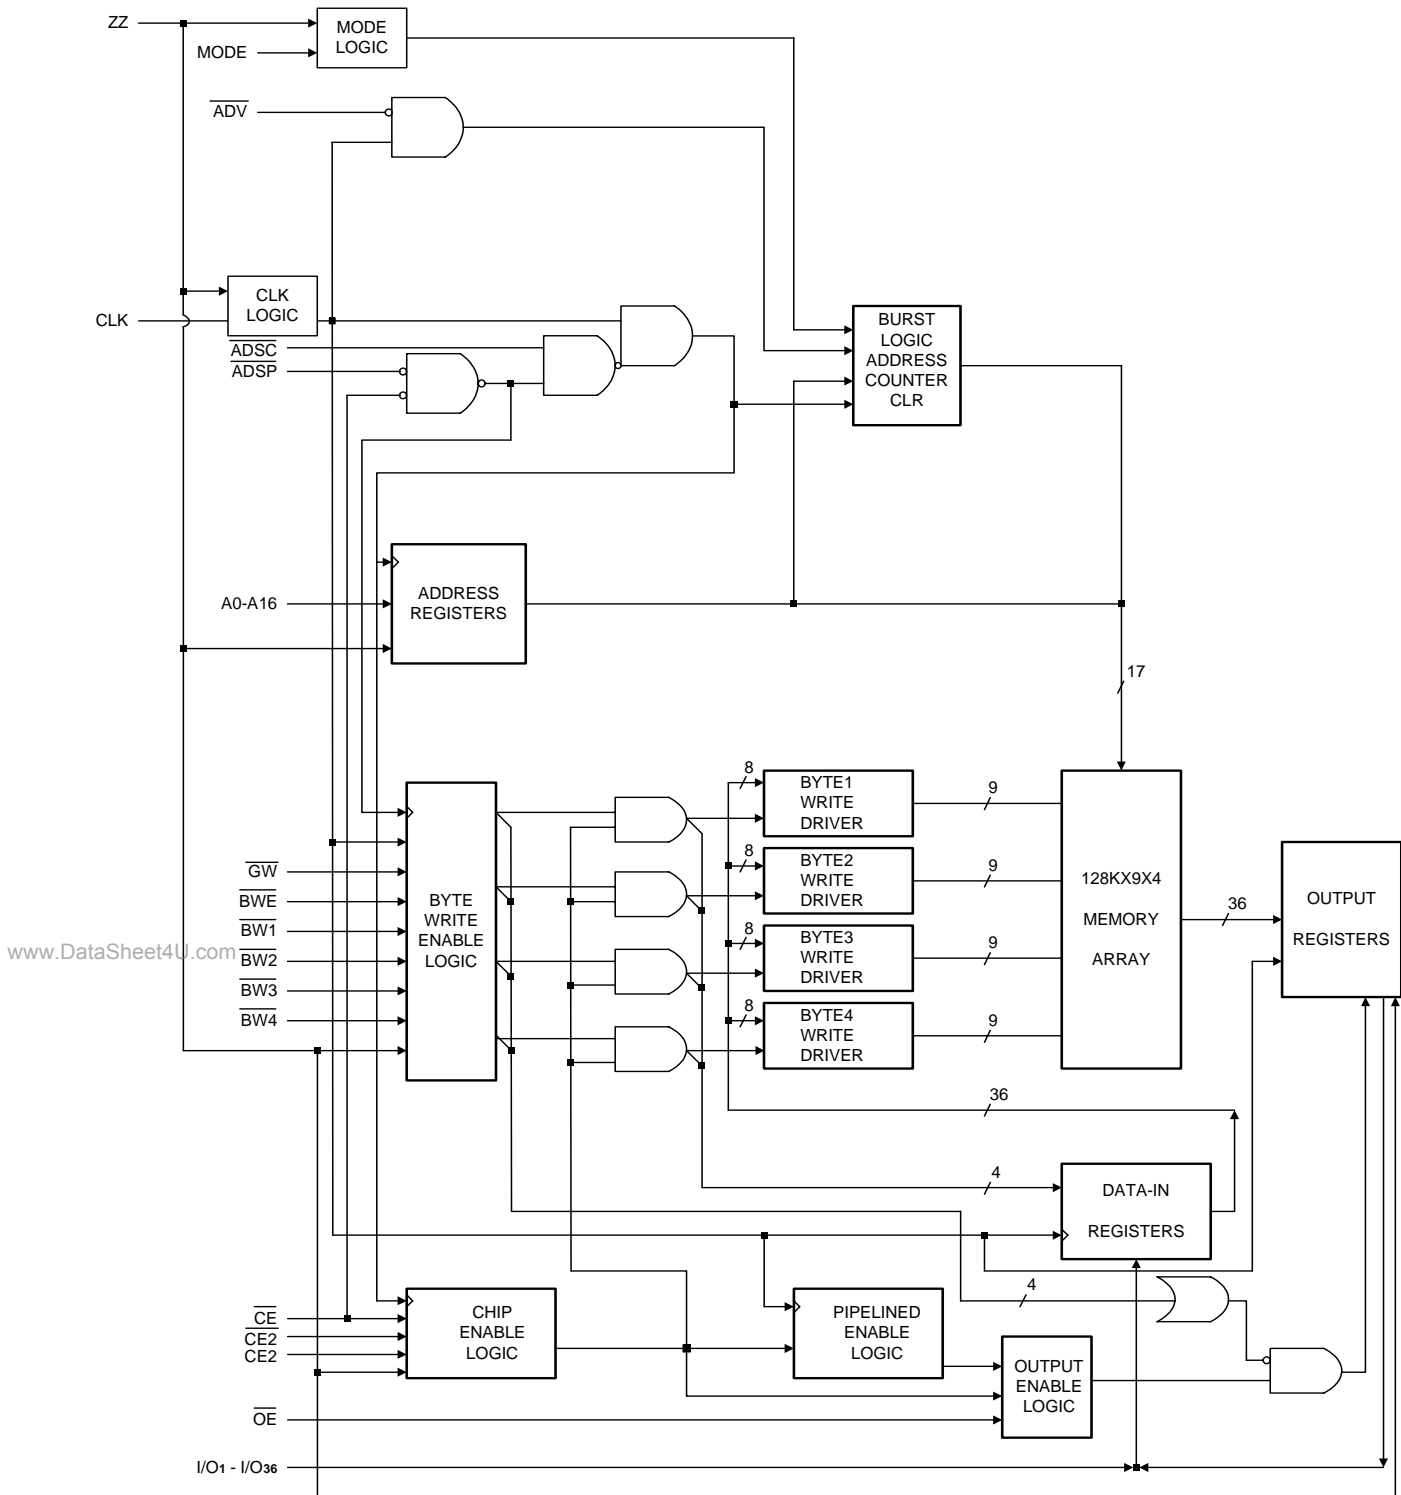 ZZ
MODE
LOGIC
MODE
ADV
CLK
LOGIC
CLK
ADSC
ADSP
BURST
LOGIC
ADDRESS
COUNTER
CLR
ADDRESS
REGISTERS
A0-A16
17
8
BYTE1
WRITE
DRIVER
9
8
BYTE2
WRITE
DRIVER
9
8
BYTE3
WRITE
DRIVER
9
8
BYTE4
WRITE
DRIVER
9
GW
BWE
BW1
BW2
BW3
BW4
BYTE
WRITE
ENABLE
LOGIC
www.DataSheet4U.com
128KX9X4
MEMORY
ARRAY
36
OUTPUT
REGISTERS
36
4
DATA-IN
REGISTERS
4
CE
CE2
CE2
CHIP
ENABLE
LOGIC
PIPELINED
ENABLE
LOGIC
OUTPUT
ENABLE
LOGIC
OE
I/O1 - I/O36